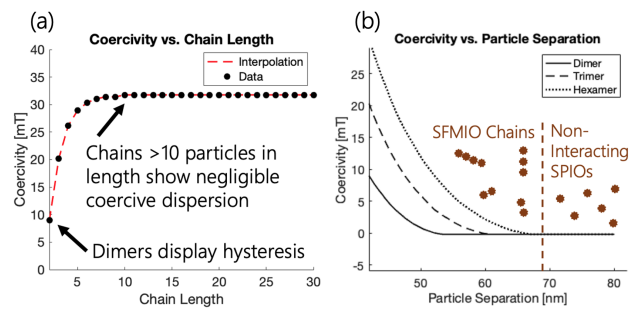 (a)
Coercivity vs. Chain Length
Interpolation
Data
Coercivity [mT]
40
35
30
25
20
15
10
5
0
Chains >10 particles in
length show negligible
coercive dispersion
Dimers display hysteresis
5
10
15
20
25
30
Chain Length
(b)
Coercivity vs. Particle Separation
Dimer
Trimer
Hexamer
Coercivity [mT]
25
20
15
10
5
0
SFMIO Chains
Non-
Interacting
SPIOs
50
60
70
80
Particle Separation [nm]